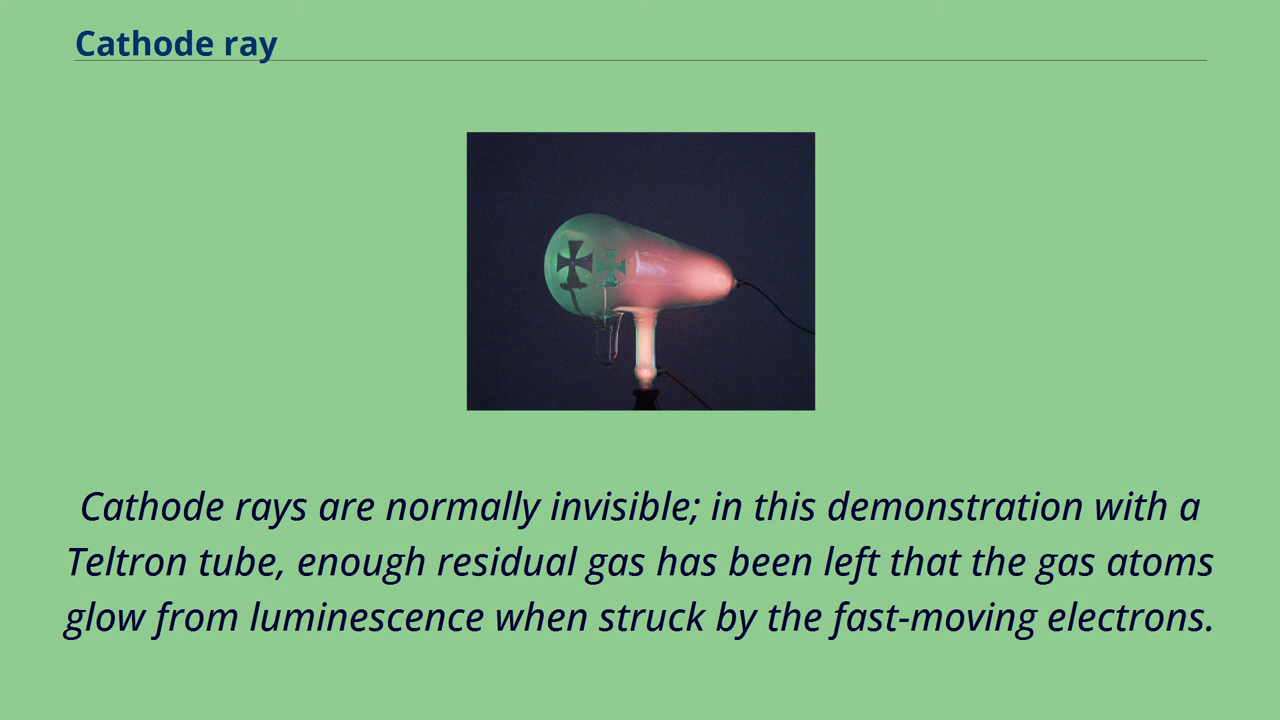 Cathode ray
Cathode rays are normally invisible; in this demonstration with a
Teltron tube, enough residual gas has been left that the gas atoms
glow from luminescence when struck by the fast-moving electrons.